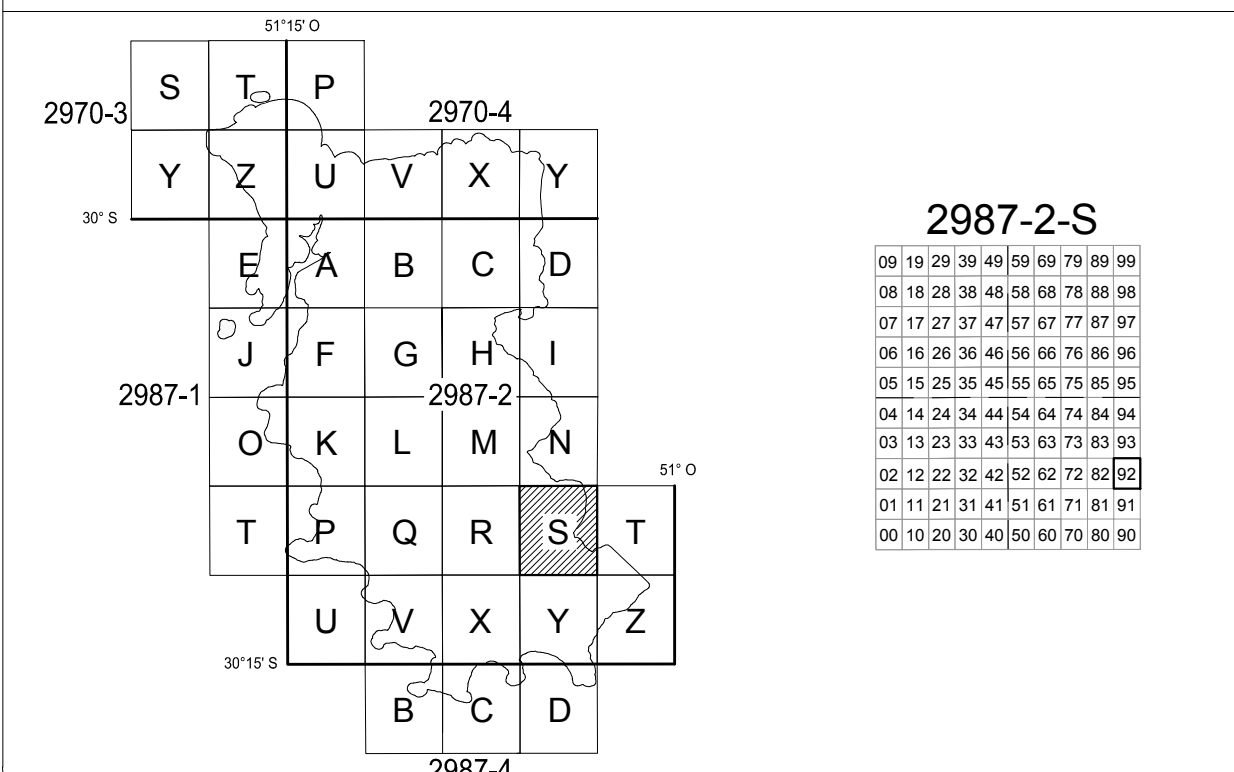 51°15' O
S T P
2970-3 2970-4
Y Z U V X Y
30° S
E A B C D
J F G H I
2987-1 2987-2
O K L M N
51° O
T P Q R S T
U V X Y Z
30°15' S
B C D
2987-4
2987-2-S
09 19 29 39 49 59 69 79 89 99
08 18 28 38 48 58 68 78 88 98
07 17 27 37 47 57 67 77 87 97
06 16 26 36 46 56 66 76 86 96
05 15 25 35 45 55 65 75 85 95
04 14 24 34 44 54 64 74 84 94
03 13 23 33 43 53 63 73 83 93
02 12 22 32 42 52 62 72 82 92
01 11 21 31 41 51 61 71 81 91
00 10 20 30 40 50 60 70 80 90